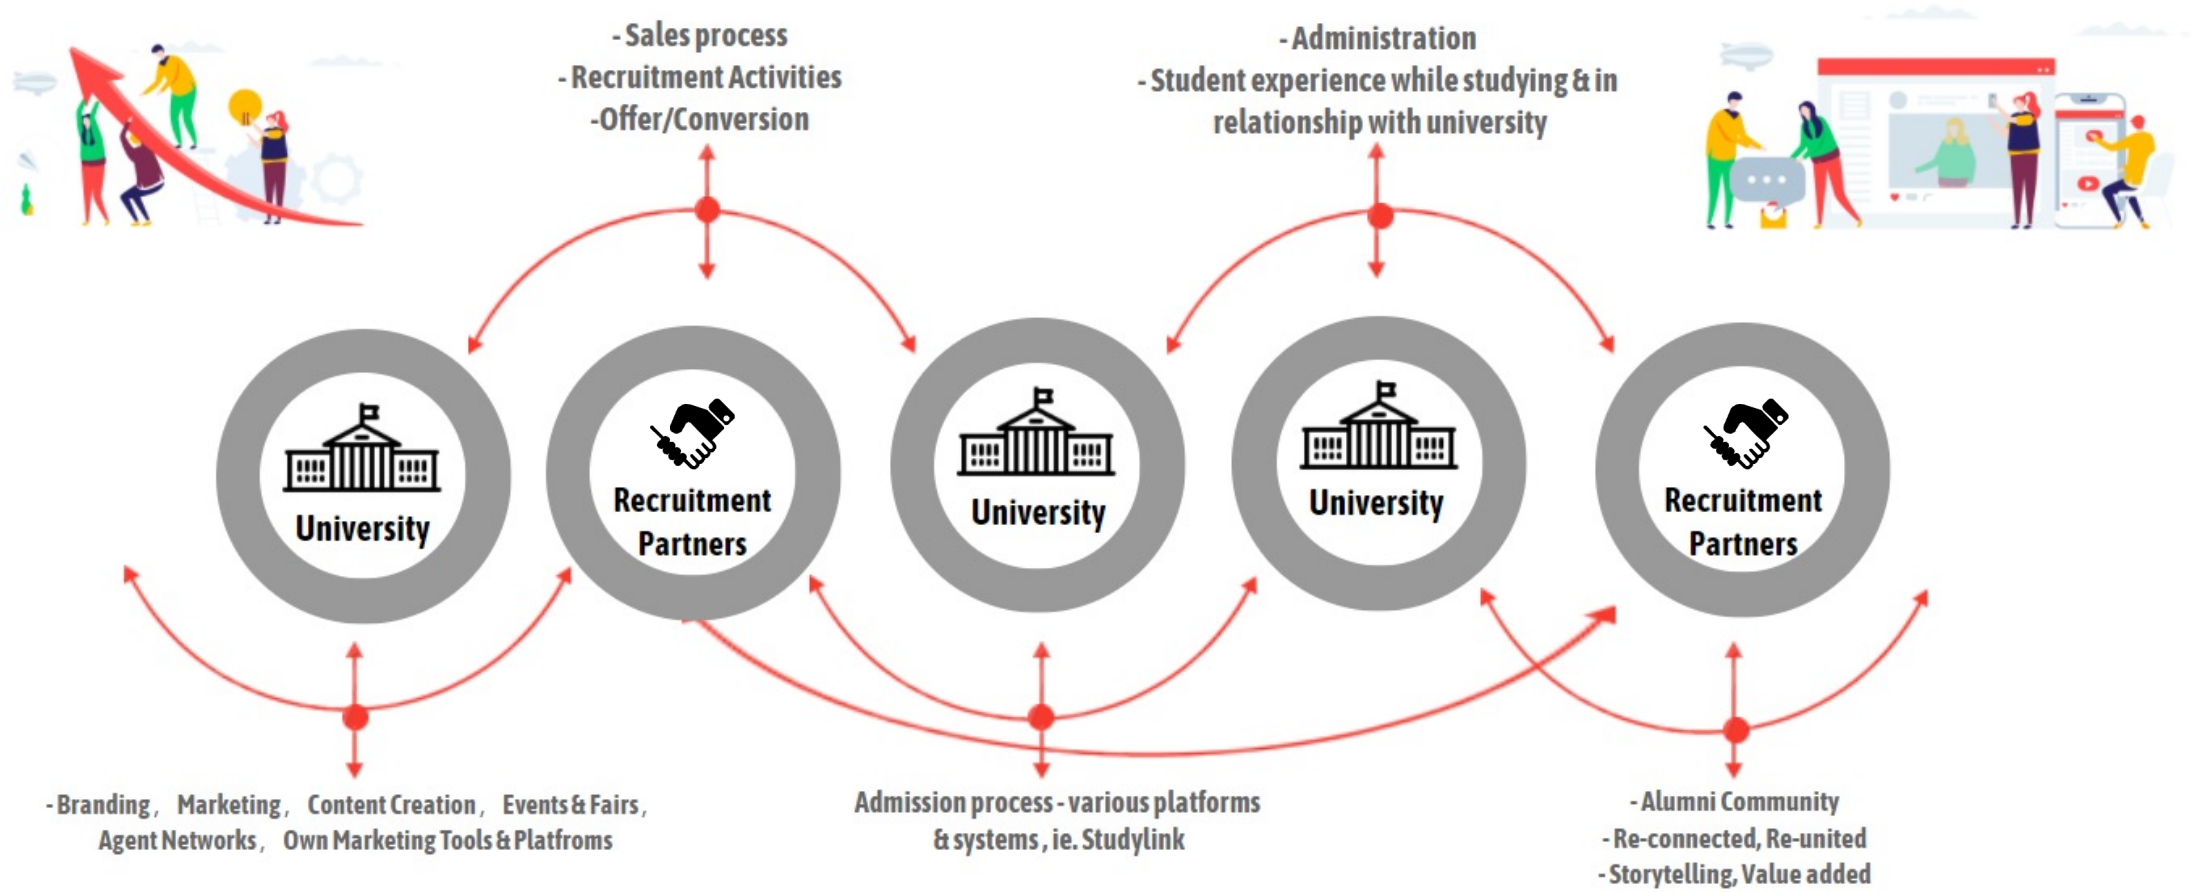 - Sales process
- Recruitment Activities
-Offer/Conversion
- Administration
- Student experience while studying & in
relationship with university
University
Recruitment
Partners
University
University
Recruitment
Partners
- Branding, Marketing, Content Creation, Events & Fairs,
Agent Networks, Own Marketing Tools & Platfroms
Admission process - various platforms
& systems, ie. Studylink
- Alumni Community
- Re-connected, Re-united
- Storytelling, Value added